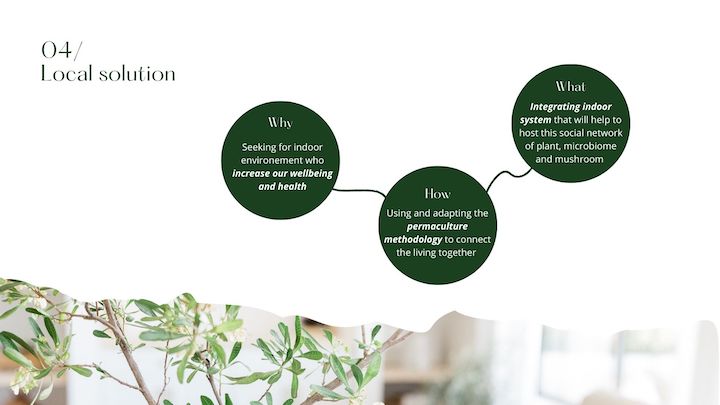 04/
Local solution
Why
Seeking for indoor
environement who
increase our wellbeing
and health
How
Using and adapting the
permaculture
methodology to connect
the living together
What
Integrating indoor
system that will help to
host this social network
of plant, microbiome
and mushroom